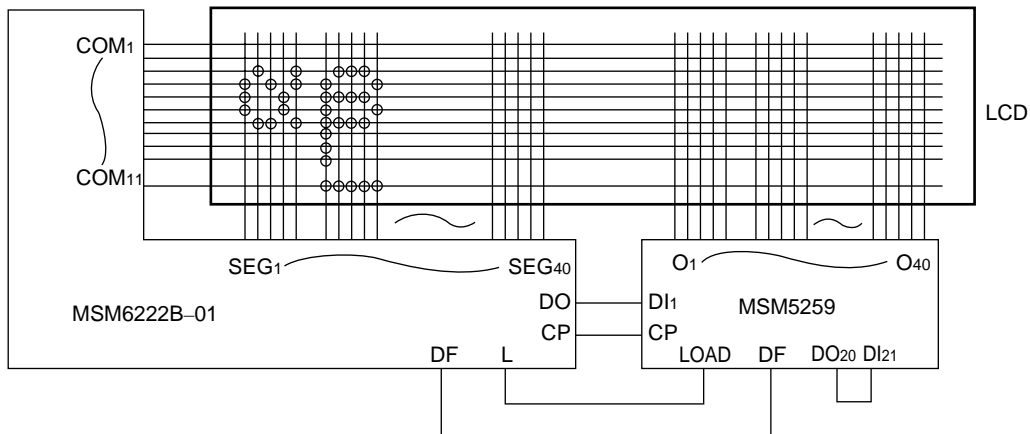 COM1
LCD
COM11
SEG1 SEG40 O1 O40
DO DI1 MSM5259
MSM6222B–01
CP CP
DF L LOAD DF DO20 DI21